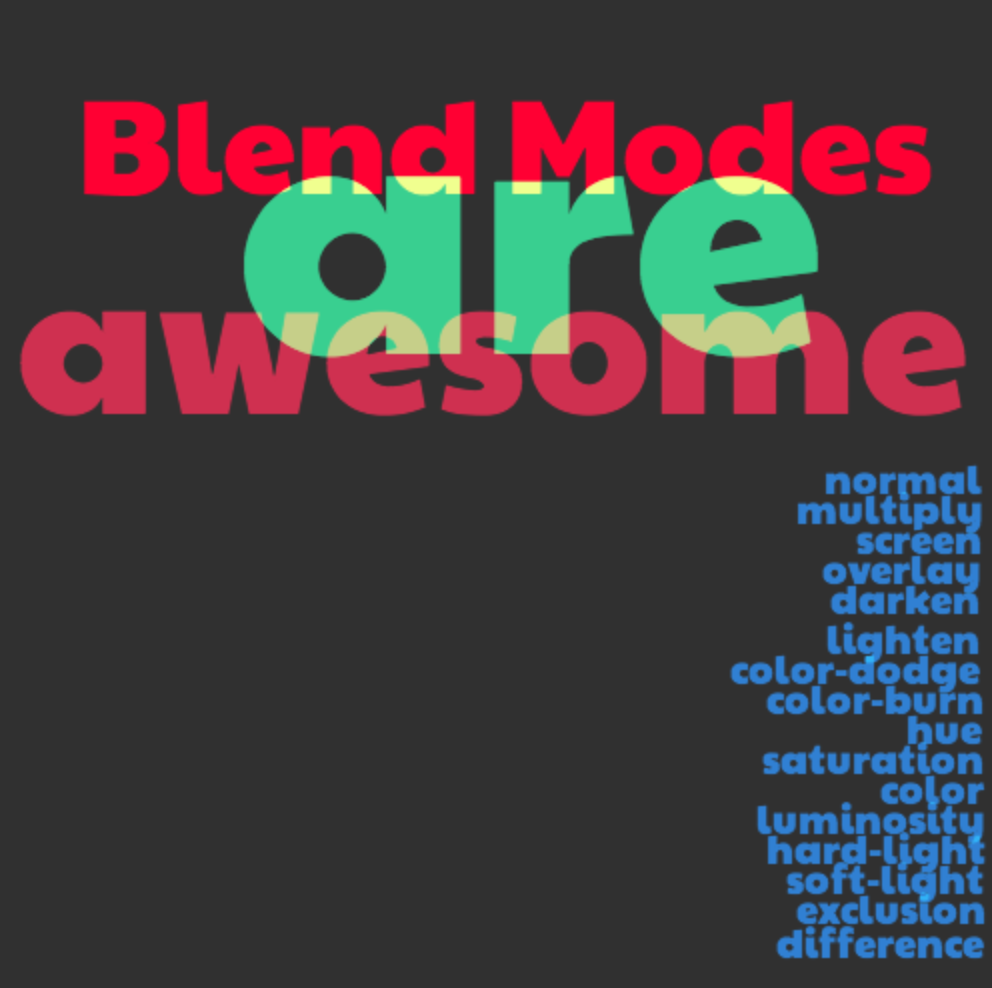 Blend Modes
are
awesome
normal
multiply
screen
overlay
darken
lighten
color-dodge
color-burn
hue
saturation
color
luminosity
hard-light
soft-light
exclusion
difference